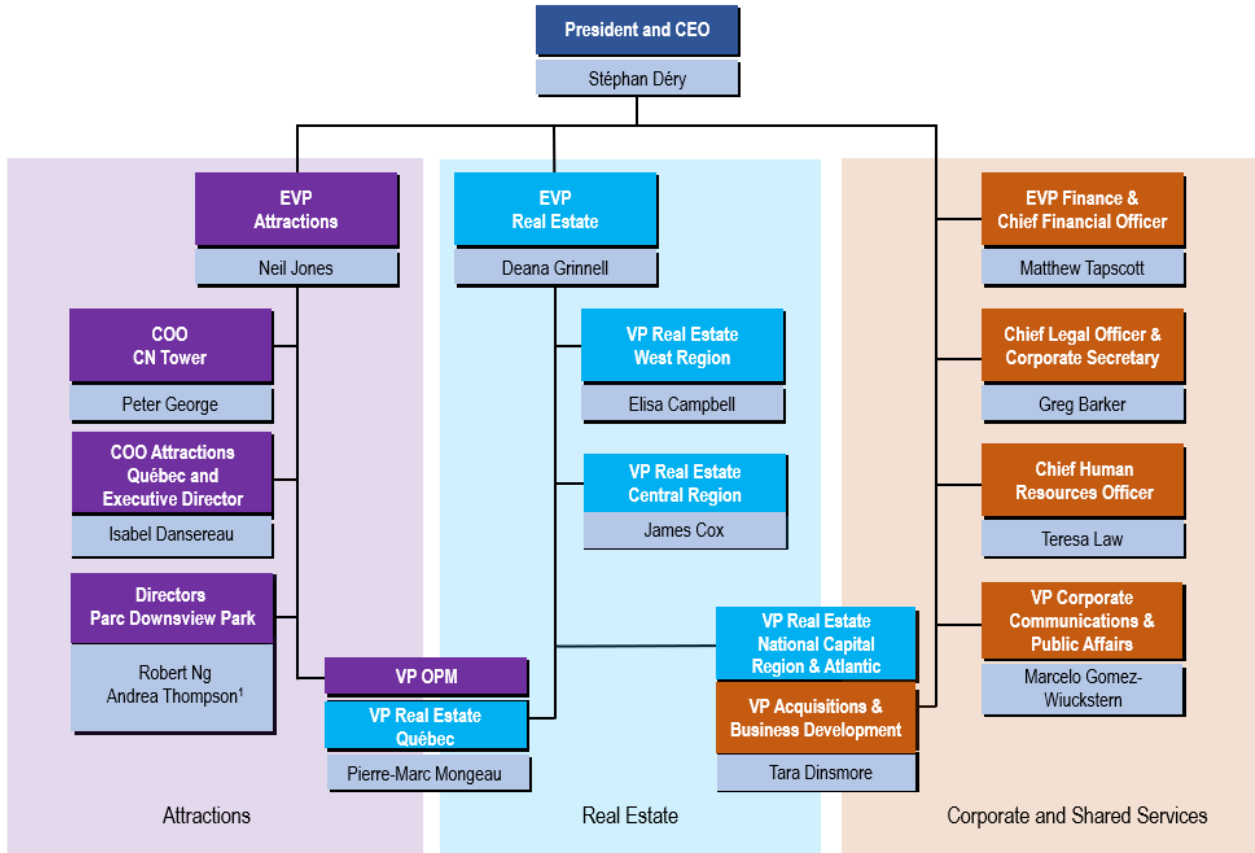 President and CEO
Stéphan Déry
EVP
Attractions
Neil Jones
COO
CN Tower
Peter George
COO Attractions
Québec and
Executive Director
Isabel Dansereau
Directors
Parc Downsview Park
Robert Ng
Andrea Thompson¹
VP OPM
VP Real Estate
Québec
Pierre-Marc Mongeau
Attractions
EVP
Real Estate
Deana Grinnell
VP Real Estate
West Region
Elisa Campbell
VP Real Estate
Central Region
James Cox
VP Real Estate
National Capital
Region & Atlantic
VP Acquisitions &
Business Development
Tara Dinsmore
Real Estate
EVP Finance &
Chief Financial Officer
Matthew Tapscott
Chief Legal Officer &
Corporate Secretary
Greg Barker
Chief Human
Resources Officer
Teresa Law
VP Corporate
Communications &
Public Affairs
Marcelo Gomez-
Wiuckstern
Corporate and Shared Services